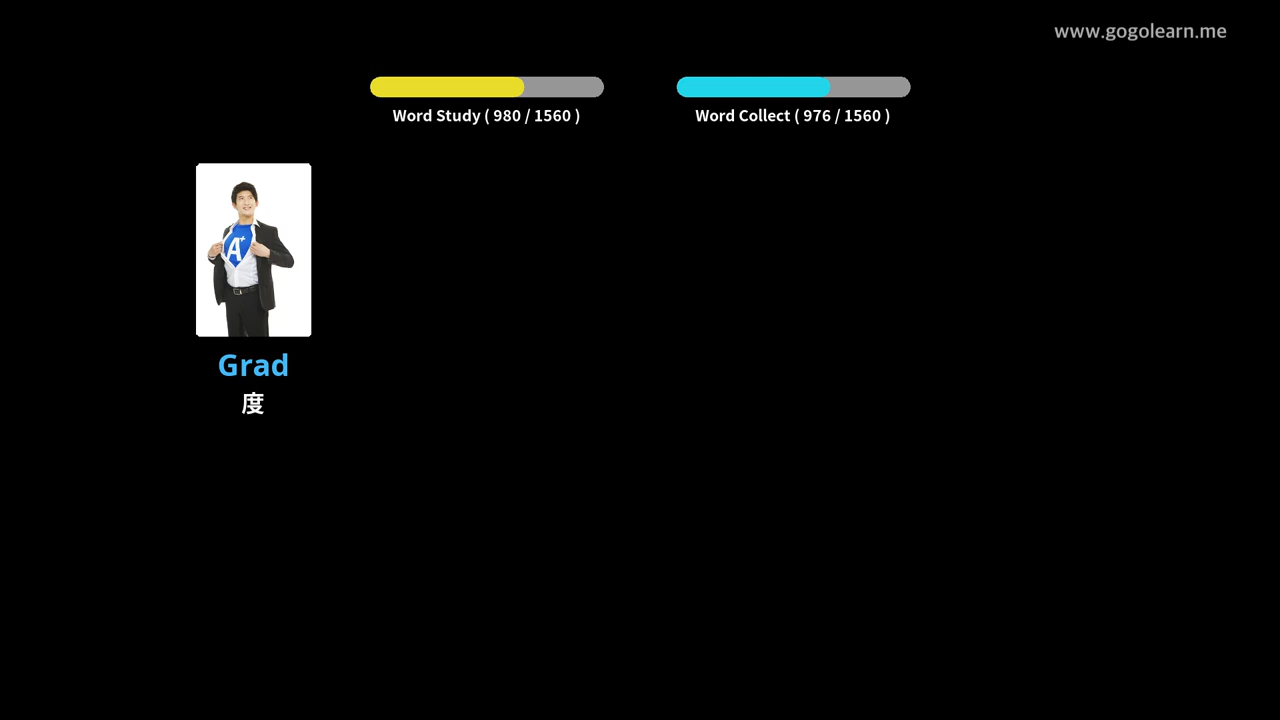 www.gogolearn.me
Word Study ( 980 / 1560 )
Word Collect ( 976 / 1560 )
A+
Grad
度